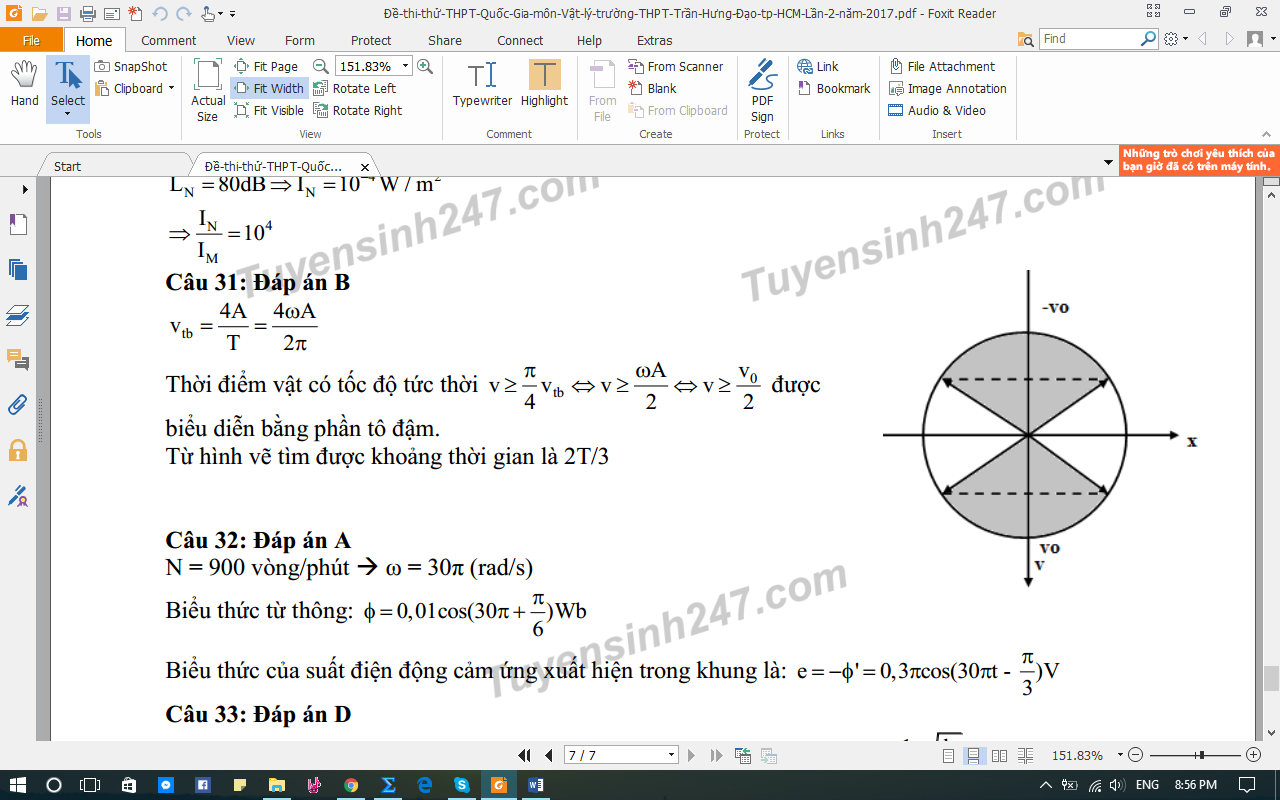 Đề-thi-thử-THPT-Quốc-Gia-môn-Vật-lý-trường-THPT-Trần-Hưng-Đạo-tp-HCM-Lần-2-năm-2017.pdf - Foxit Reader
File Home Comment View Form Protect Share Connect Help Extras Find
Hand
Select
SnapShot
Clipboard
Tools
Actual Size
Fit Page
Fit Width
Fit Visible
151.83%
Rotate Left
Rotate Right
View
Typewriter
Highlight
Comment
From File
From Scanner
Blank
From Clipboard
Create
PDF Sign
Protect
Link
Bookmark
Links
File Attachment
Image Annotation
Audio & Video
Insert
Start
Đề-thi-thử-THPT-Quốc...
Những trò chơi yêu thích của
bạn giờ đã có trên máy tính.
L_N = 80dB ⇒ I_N = 10⁻⁴ W / m²
⇒ I_N / I_M = 10⁴
Tuyensinh247.com
Tuyensinh247.com
Câu 31: Đáp án B
v_tb = 4A/T = 4ωA/2π
Thời điểm vật có tốc độ tức thời v ≥ π/4 v_tb ⇔ v ≥ ωA/2 ⇔ v ≥ v₀/2 được
biểu diễn bằng phần tô đậm.
Từ hình vẽ tìm được khoảng thời gian là 2T/3
-vo
x
vo
v
Câu 32: Đáp án A
N = 900 vòng/phút → ω = 30π (rad/s)
Biểu thức từ thông: ϕ = 0,01cos(30π + π/6)Wb
Tuyensinh247.com
Biểu thức của suất điện động cảm ứng xuất hiện trong khung là: e = −ϕ' = 0,3πcos(30πt - π/3)V
Câu 33: Đáp án D
7 / 7
151.83%
ENG 8:56 PM